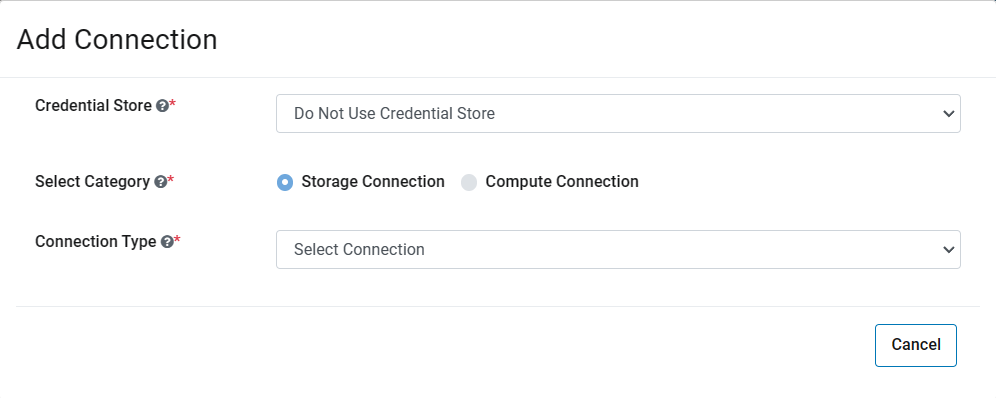 Add Connection
Credential Store ?* Do Not Use Credential Store
Select Category ?* Storage Connection Compute Connection
Connection Type ?* Select Connection
Cancel